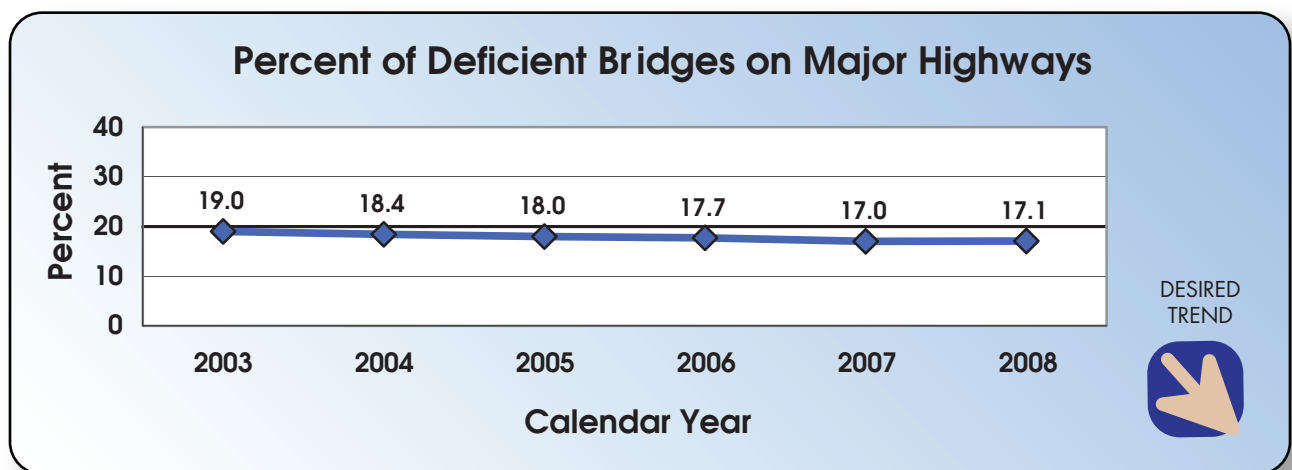 Percent of Deficient Bridges on Major Highways
Percent
40
30
20
10
0
19.0 18.4 18.0 17.7 17.0 17.1
2003 2004 2005 2006 2007 2008
Calendar Year
DESIRED
TREND